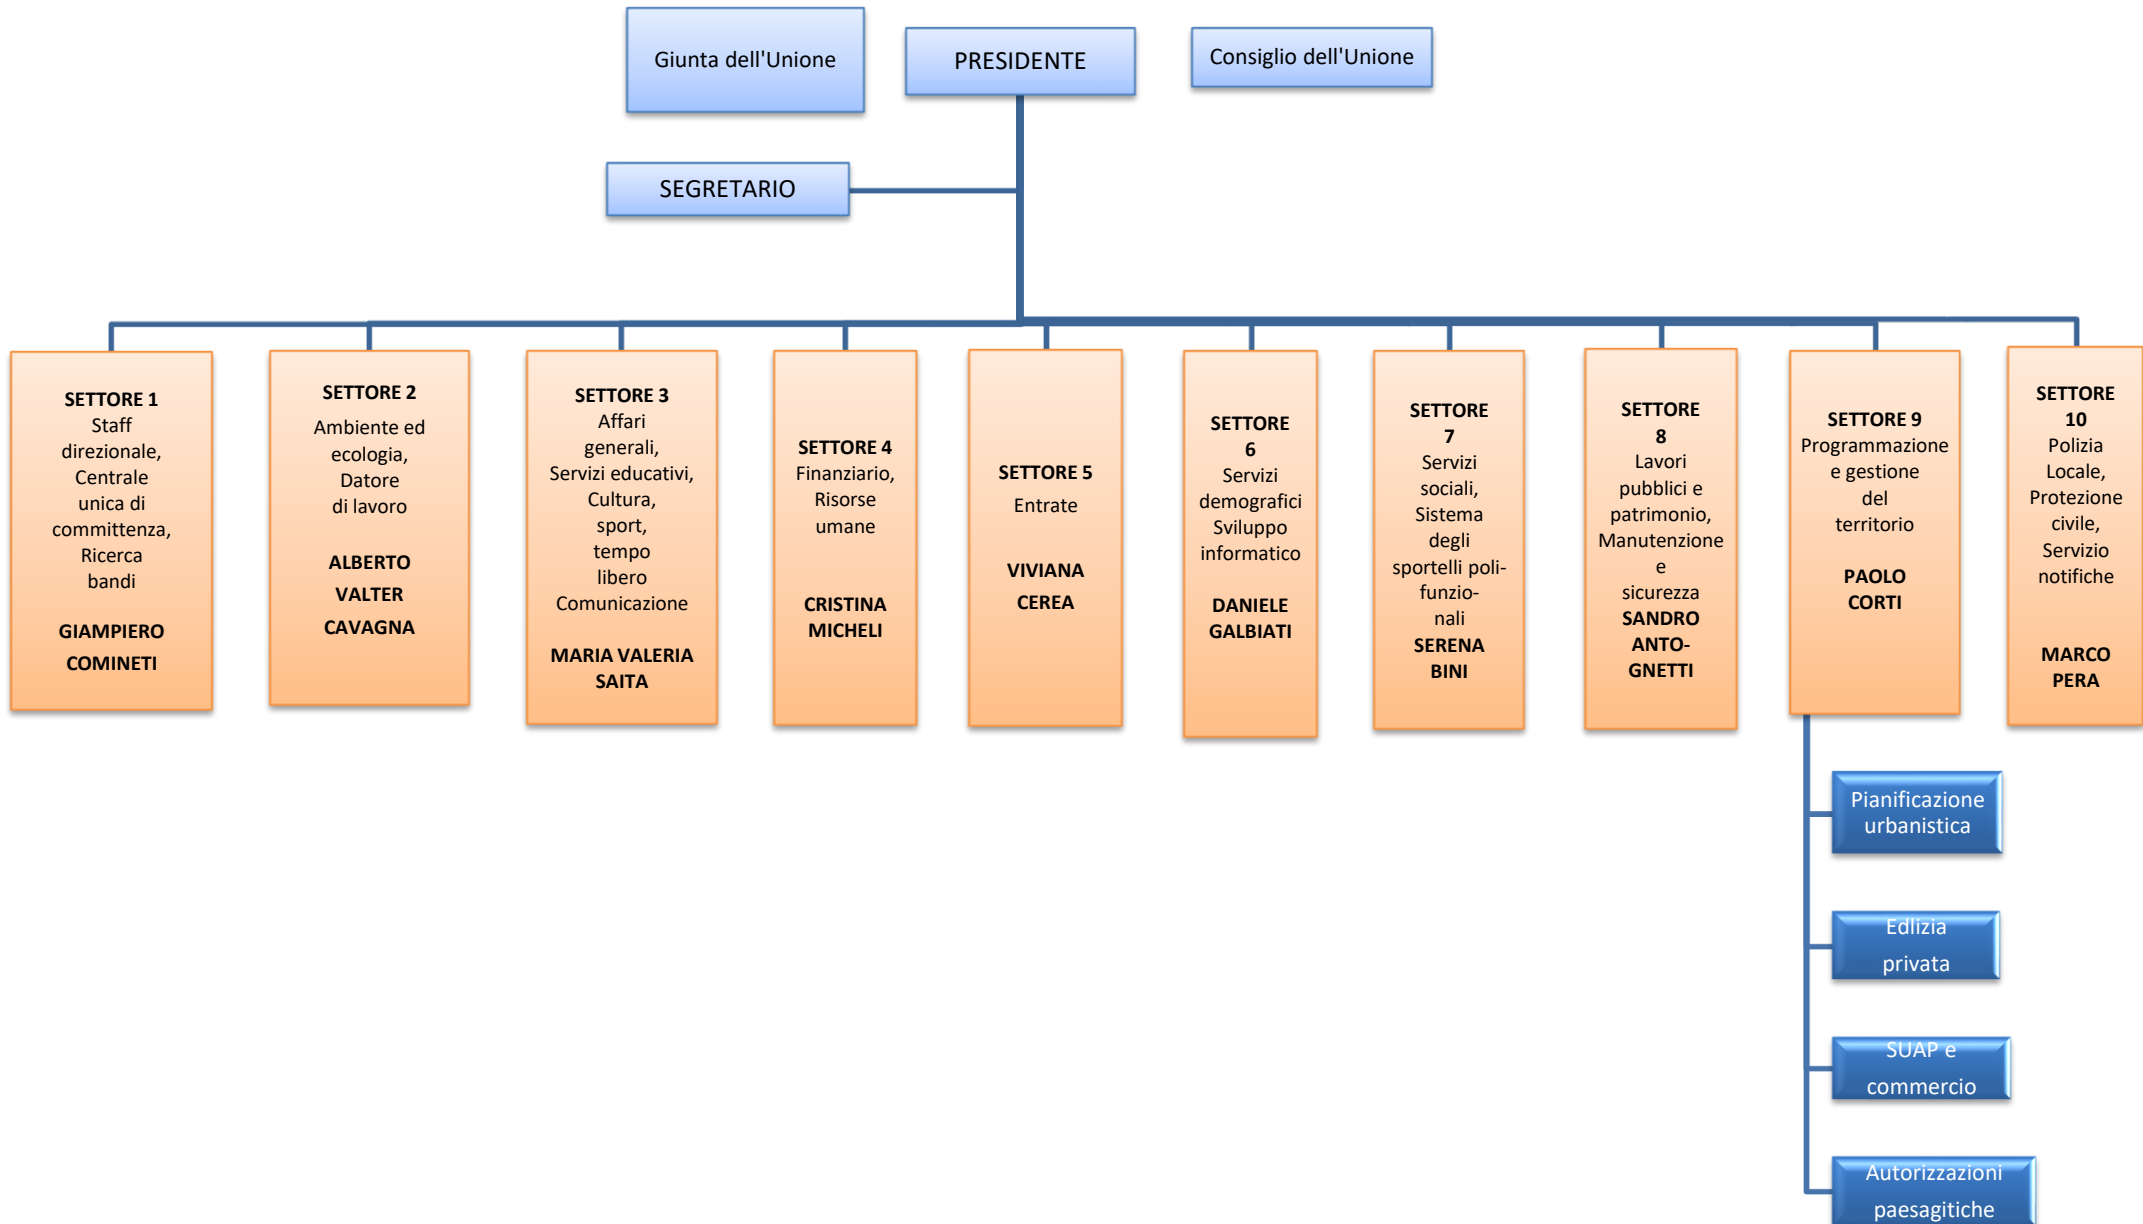 Giunta dell'Unione
PRESIDENTE
Consiglio dell'Unione
SEGRETARIO
SETTORE 1
Staff
direzionale,
Centrale
unica di
committenza,
Ricerca
bandi
GIAMPIERO
COMINETI
SETTORE 2
Ambiente ed
ecologia,
Datore
di lavoro
ALBERTO
VALTER
CAVAGNA
SETTORE 3
Affari
generali,
Servizi educativi,
Cultura,
sport,
tempo
libero
Comunicazione
MARIA VALERIA
SAITA
SETTORE 4
Finanziario,
Risorse
umane
CRISTINA
MICHELI
SETTORE 5
Entrate
VIVIANA
CEREA
SETTORE
6
Servizi
demografici
Sviluppo
informatico
DANIELE
GALBIATI
SETTORE
7
Servizi
sociali,
Sistema
degli
sportelli poli-
funzio-
nali
SERENA
BINI
SETTORE
8
Lavori
pubblici e
patrimonio,
Manutenzione
e
sicurezza
SANDRO
ANTO-
GNETTI
SETTORE 9
Programmazione
e gestione
del
territorio
PAOLO
CORTI
SETTORE
10
Polizia
Locale,
Protezione
civile,
Servizio
notifiche
MARCO
PERA
Pianificazione
urbanistica
Edlizia
privata
SUAP e
commercio
Autorizzazioni
paesagitiche